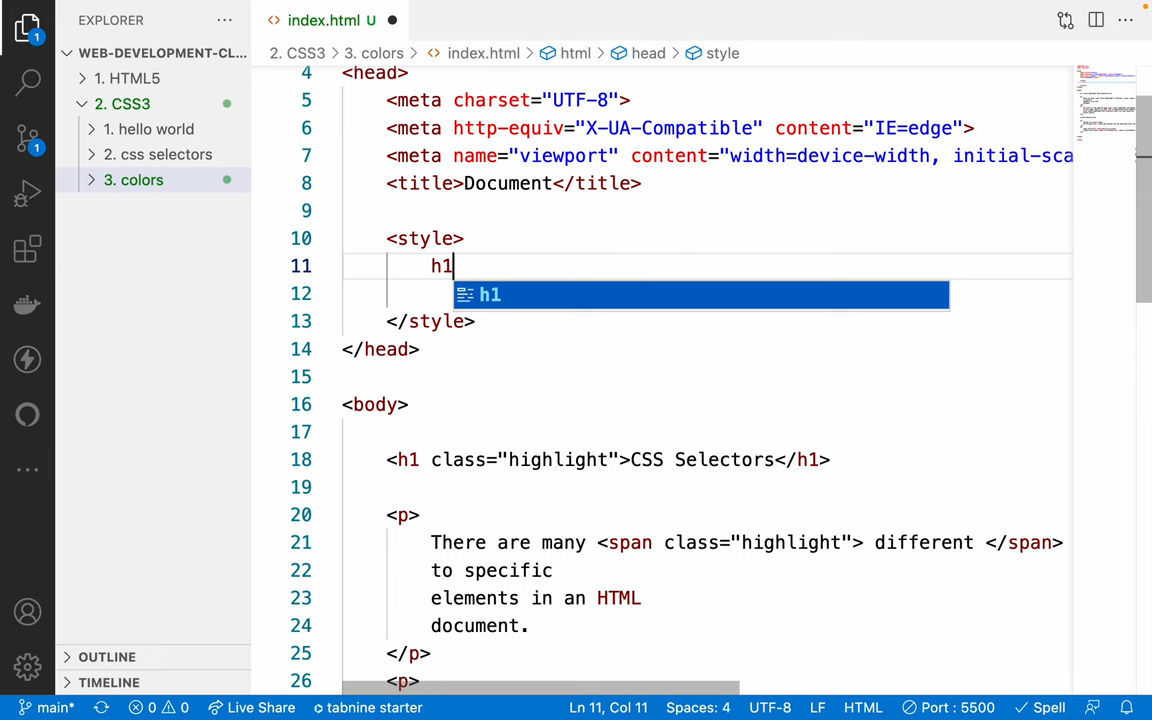 EXPLORER
index.html U
1
WEB-DEVELOPMENT-CL...
1. HTML5
2. CSS3
1. hello world
2. css selectors
3. colors
1
OUTLINE
TIMELINE
2. CSS3 > 3. colors > index.html > html > head > style
4 <head>
5 <meta charset="UTF-8">
6 <meta http-equiv="X-UA-Compatible" content="IE=edge">
7 <meta name="viewport" content="width=device-width, initial-sca
8 <title>Document</title>
9
10 <style>
11 h1
h1
12
13 </style>
14 </head>
15
16 <body>
17
18 <h1 class="highlight">CSS Selectors</h1>
19
20 <p>
21 There are many <span class="highlight"> different </span>
22 to specific
23 elements in an HTML
24 document.
25 </p>
26 <p>
main* 0 0 Live Share tabnine starter Ln 11, Col 11 Spaces: 4 UTF-8 LF HTML Port : 5500 Spell